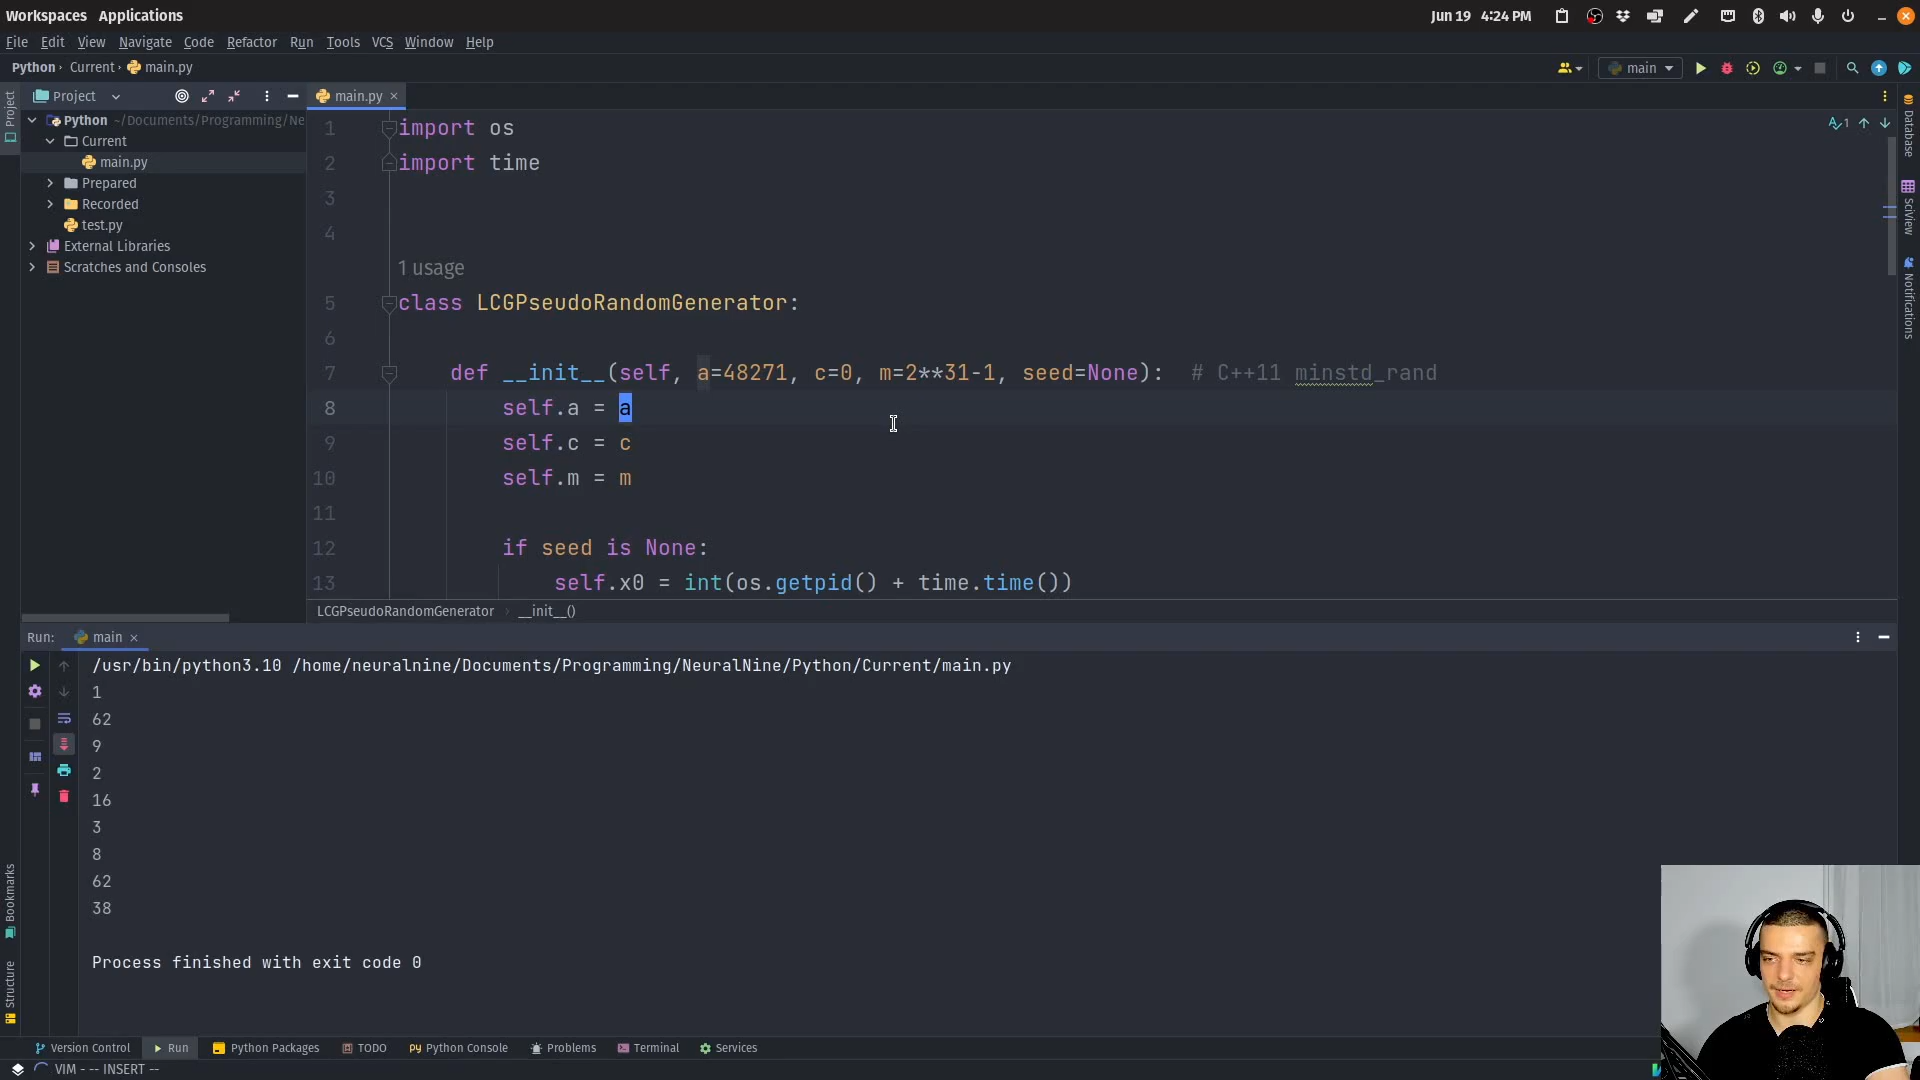 Workspaces Applications
Jun 19 4:24 PM
File Edit View Navigate Code Refactor Run Tools VCS Window Help
Python Current main.py
main
Project
main.py
Python ~/Documents/Programming/Ne
Current
main.py
Prepared
Recorded
test.py
External Libraries
Scratches and Consoles
Project
Bookmarks
Structure
Database
SciView
Notifications
1
1 import os
2 import time
3
4
1 usage
5 class LCGPseudoRandomGenerator:
6
7 def __init__(self, a=48271, c=0, m=2**31-1, seed=None): # C++11 minstd_rand
8 self.a = a
9 self.c = c
10 self.m = m
11
12 if seed is None:
13 self.x0 = int(os.getpid() + time.time())
LCGPseudoRandomGenerator __init__()
Run: main
/usr/bin/python3.10 /home/neuralnine/Documents/Programming/NeuralNine/Python/Current/main.py
1
62
9
2
16
3
8
62
38
Process finished with exit code 0
Version Control Run Python Packages TODO Python Console Problems Terminal Services
VIM - -- INSERT --